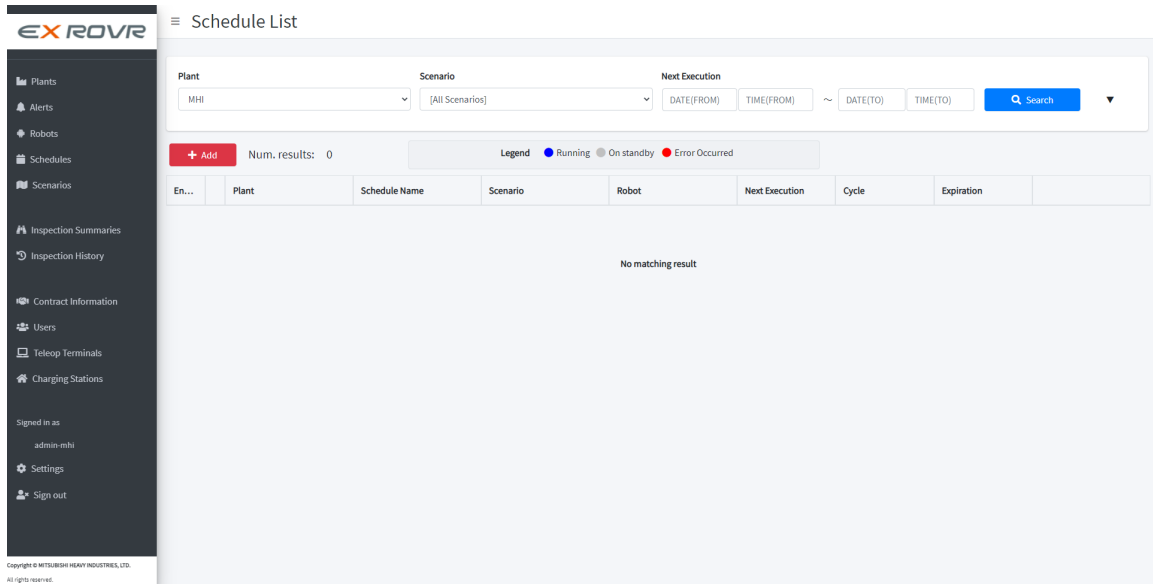 EX ROVR
Schedule List
Plants
Alerts
Robots
Schedules
Scenarios
Inspection Summaries
Inspection History
Contract Information
Users
Teleop Terminals
Charging Stations
Signed in as
admin-mhi
Settings
Sign out
Copyright © MITSUBISHI HEAVY INDUSTRIES, LTD.
All rights reserved.
Plant Scenario Next Execution
MHI [All Scenarios] DATE(FROM) TIME(FROM) ~ DATE(TO) TIME(TO) Search
+ Add Num. results: 0 Legend Running On standby Error Occurred
En... Plant Schedule Name Scenario Robot Next Execution Cycle Expiration
No matching result